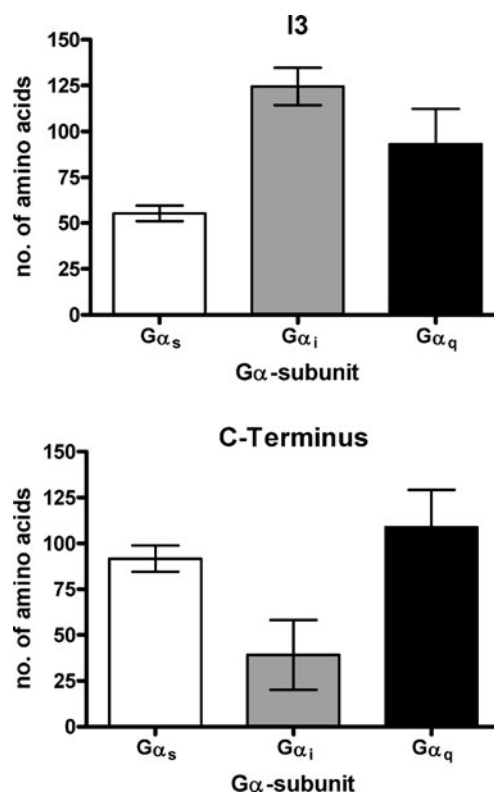 I3
no. of amino acids
150
125
100
75
50
25
0
Gαs Gαi Gαq
Gα-subunit
C-Terminus
no. of amino acids
150
125
100
75
50
25
0
Gαs Gαi Gαq
Gα-subunit